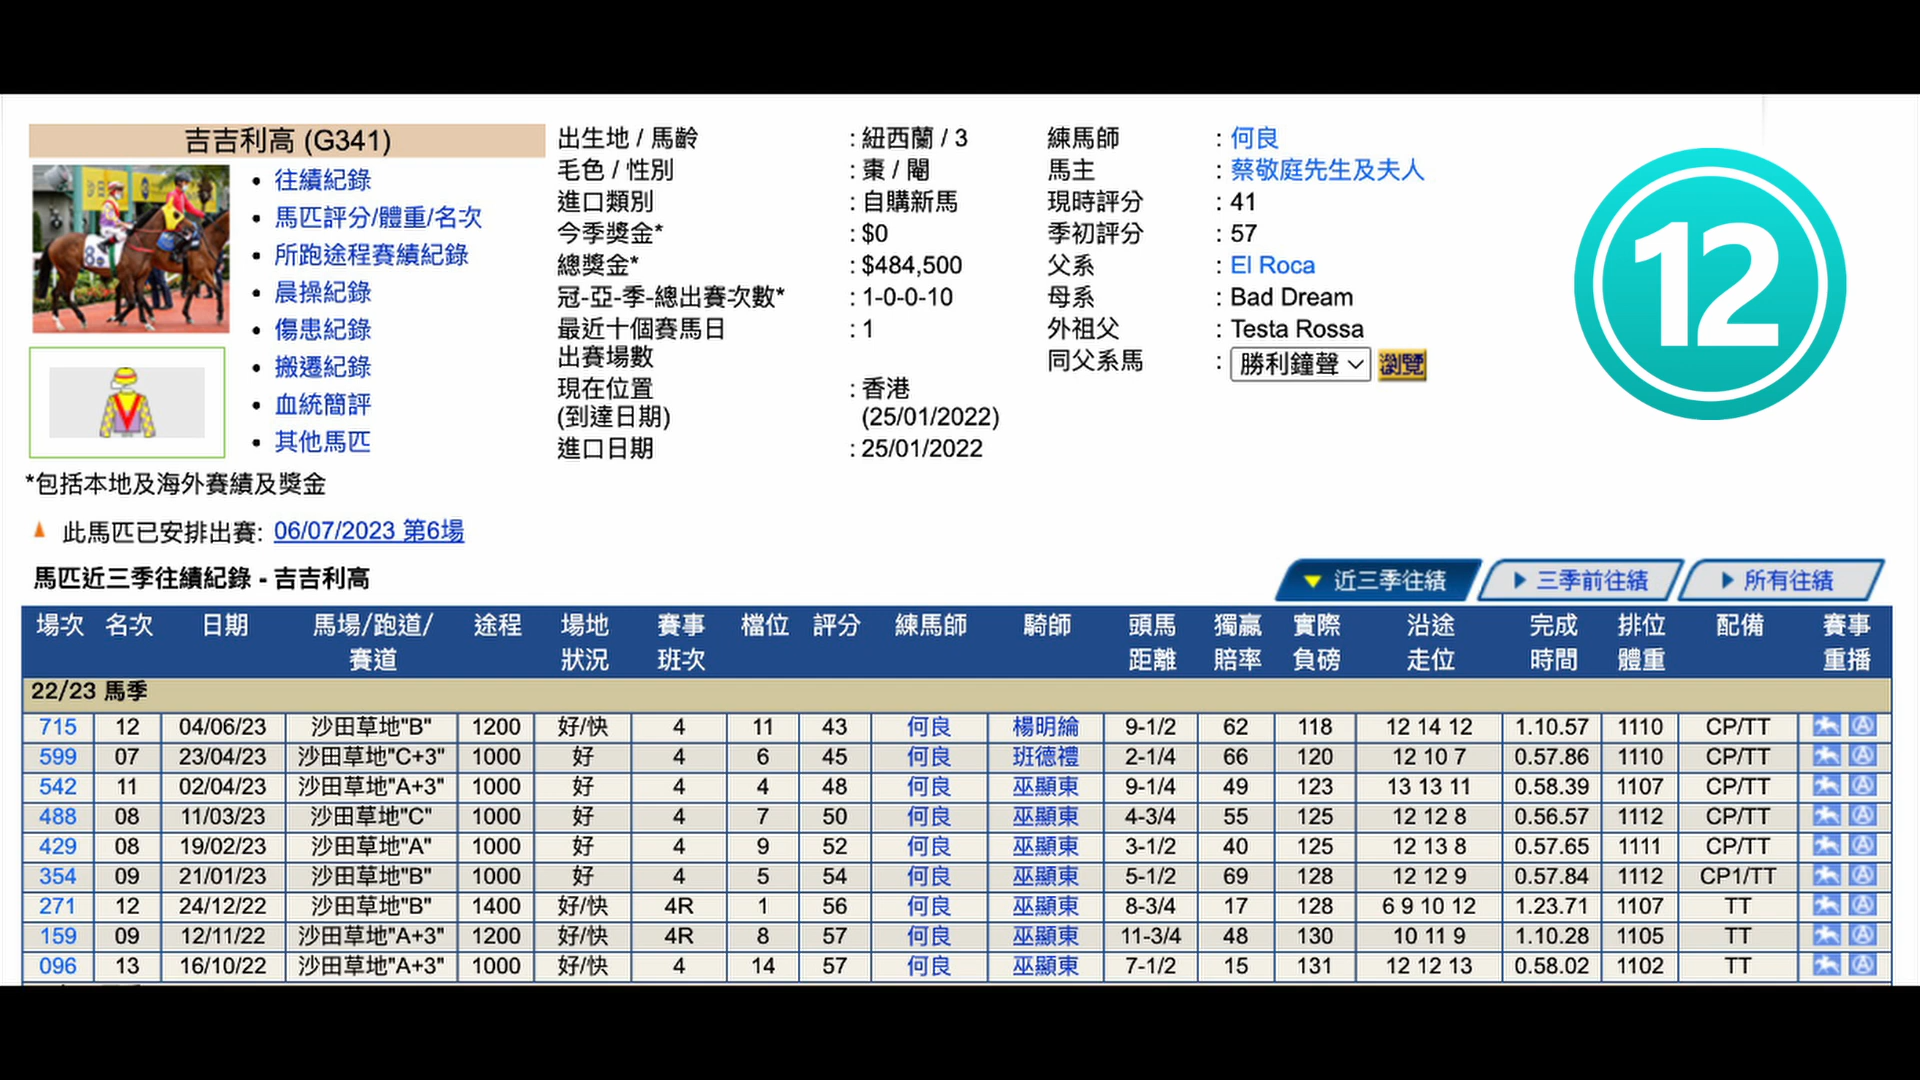 吉吉利高 (G341)
往績紀錄
馬匹評分/體重/名次
所跑途程賽績紀錄
晨操紀錄
傷患紀錄
搬遷紀錄
血統簡評
其他馬匹
出生地 / 馬齡 : 紐西蘭 / 3
毛色 / 性別 : 棗 / 閹
進口類別 : 自購新馬
今季獎金* : $0
總獎金* : $484,500
冠-亞-季-總出賽次數* : 1-0-0-10
最近十個賽馬日 : 1
出賽場數
現在位置 : 香港
(到達日期) (25/01/2022)
進口日期 : 25/01/2022
練馬師 : 何良
馬主 : 蔡敬庭先生及夫人
現時評分 : 41
季初評分 : 57
父系 : El Roca
母系 : Bad Dream
外祖父 : Testa Rossa
同父系馬 : 勝利鐘聲 瀏覽
12
*包括本地及海外賽績及獎金
此馬匹已安排出賽: 06/07/2023 第6場
馬匹近三季往績紀錄 - 吉吉利高
近三季往績 三季前往績 所有往績
場次 名次 日期 馬場/跑道/ 途程 場地 賽事 檔位 評分 練馬師 騎師 頭馬 獨贏 實際 沿途 完成 排位 配備 賽事
賽道 狀況 班次 距離 賠率 負磅 走位 時間 體重 重播
22/23 馬季
715 12 04/06/23 沙田草地"B" 1200 好/快 4 11 43 何良 楊明綸 9-1/2 62 118 12 14 12 1.10.57 1110 CP/TT
599 07 23/04/23 沙田草地"C+3" 1000 好 4 6 45 何良 班德禮 2-1/4 66 120 12 10 7 0.57.86 1110 CP/TT
542 11 02/04/23 沙田草地"A+3" 1000 好 4 4 48 何良 巫顯東 9-1/4 49 123 13 13 11 0.58.39 1107 CP/TT
488 08 11/03/23 沙田草地"C" 1000 好 4 7 50 何良 巫顯東 4-3/4 55 125 12 12 8 0.56.57 1112 CP/TT
429 08 19/02/23 沙田草地"A" 1000 好 4 9 52 何良 巫顯東 3-1/2 40 125 12 13 8 0.57.65 1111 CP/TT
354 09 21/01/23 沙田草地"B" 1000 好 4 5 54 何良 巫顯東 5-1/2 69 128 12 12 9 0.57.84 1112 CP1/TT
271 12 24/12/22 沙田草地"B" 1400 好/快 4R 1 56 何良 巫顯東 8-3/4 17 128 6 9 10 12 1.23.71 1107 TT
159 09 12/11/22 沙田草地"A+3" 1200 好/快 4R 8 57 何良 巫顯東 11-3/4 48 130 10 11 9 1.10.28 1105 TT
096 13 16/10/22 沙田草地"A+3" 1000 好/快 4 14 57 何良 巫顯東 7-1/2 15 131 12 12 13 0.58.02 1102 TT